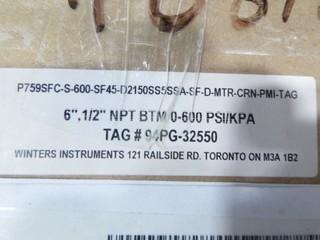 P759SFC-S-600-SF45-D2150SS5SSA-SF-D-MTR-CRN-PMI-TAG
6",1/2" NPT BTM 0-600 PSI/KPA
TAG # 94PG-32550
WINTERS INSTRUMENTS 121 RAILSIDE RD. TORONTO ON M3A 1B2